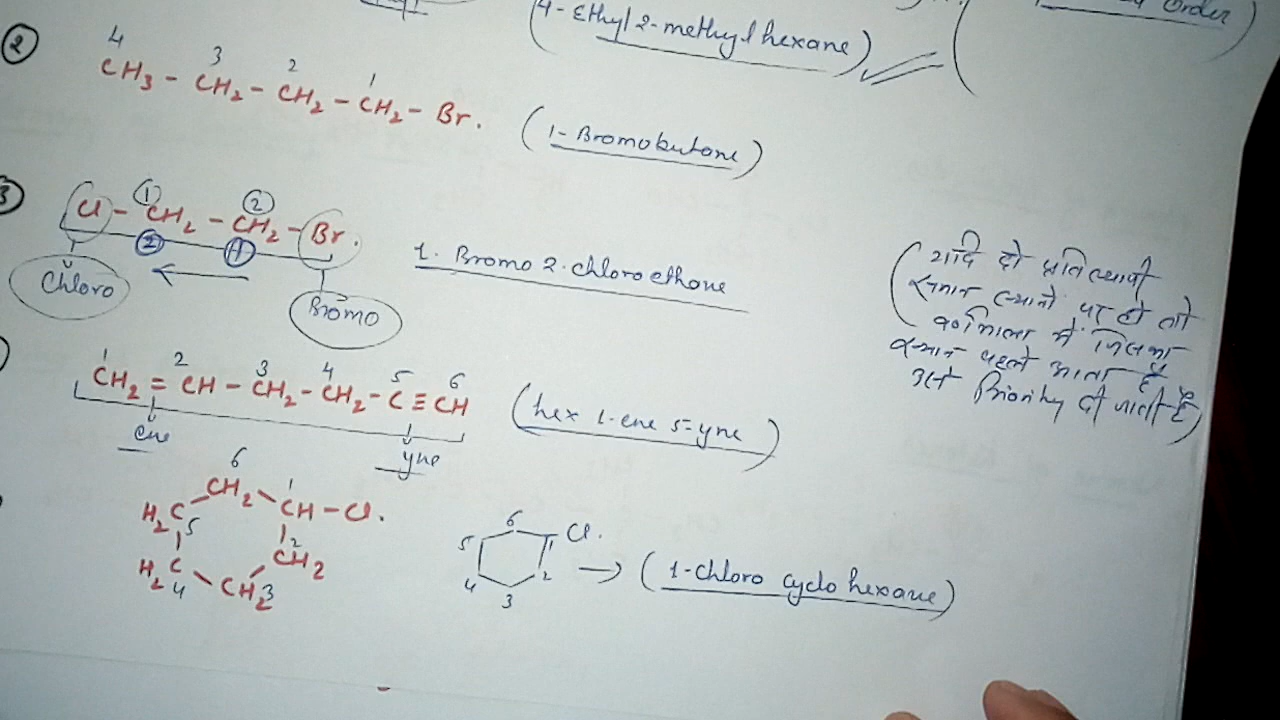 Order
(4-Ethyl 2-methyl hexane)
② 4 3 2 1
CH₃ - CH₂ - CH₂ - CH₂ - Br.
(1-Bromobutane)
3 ① ②
Cl - CH₂ - CH₂ - Br.
② ①
Chloro
Bromo
1. Bromo 2. chloro ethane
(यदि दो प्रतिस्थापी
समान स्थानो पर हो तो
वर्णमाला में जिसका
स्थान पहले आता है
उसे Priority दी जाती है)
1 2 3 4 5 6
CH₂ = CH - CH₂ - CH₂ - C ≡ CH
ene
yne
(hex 1-ene 5-yne)
6
CH₂ 1
H₂C CH - Cl.
5 2
H₂C CH₂
4 CH₂ 3
6 Cl.
5 1
4 2
3
→ (1-chloro cyclo hexane)